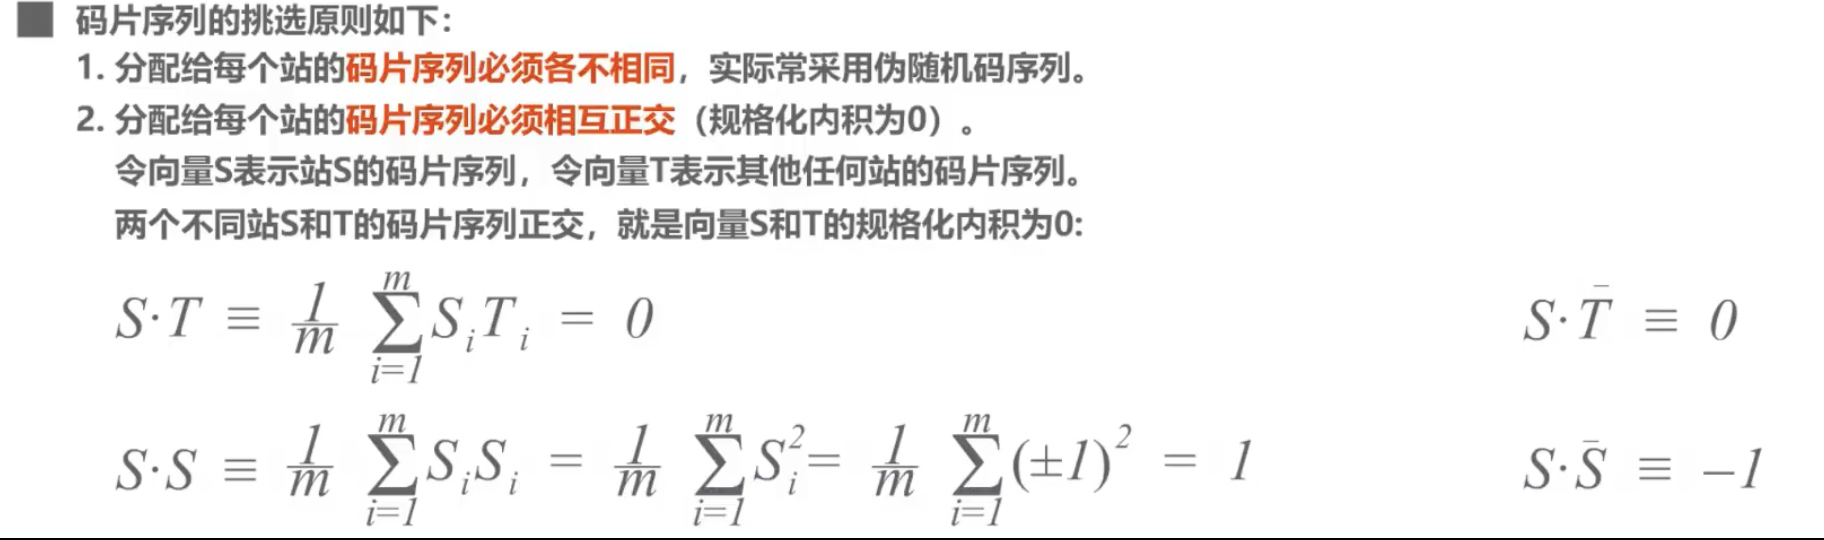 ■ 码片序列的挑选原则如下：
1. 分配给每个站的码片序列必须各不相同，实际常采用伪随机码序列。
2. 分配给每个站的码片序列必须相互正交（规格化内积为0）。
令向量S表示站S的码片序列，令向量T表示其他任何站的码片序列。
两个不同站S和T的码片序列正交，就是向量S和T的规格化内积为0:
$S \cdot T \equiv \frac{1}{m} \sum_{i=1}^{m} S_i T_i = 0$ $S \cdot \bar{T} \equiv 0$
$S \cdot S \equiv \frac{1}{m} \sum_{i=1}^{m} S_i S_i = \frac{1}{m} \sum_{i=1}^{m} S_i^2 = \frac{1}{m} \sum_{i=1}^{m} (\pm 1)^2 = 1$ $S \cdot \bar{S} \equiv -1$